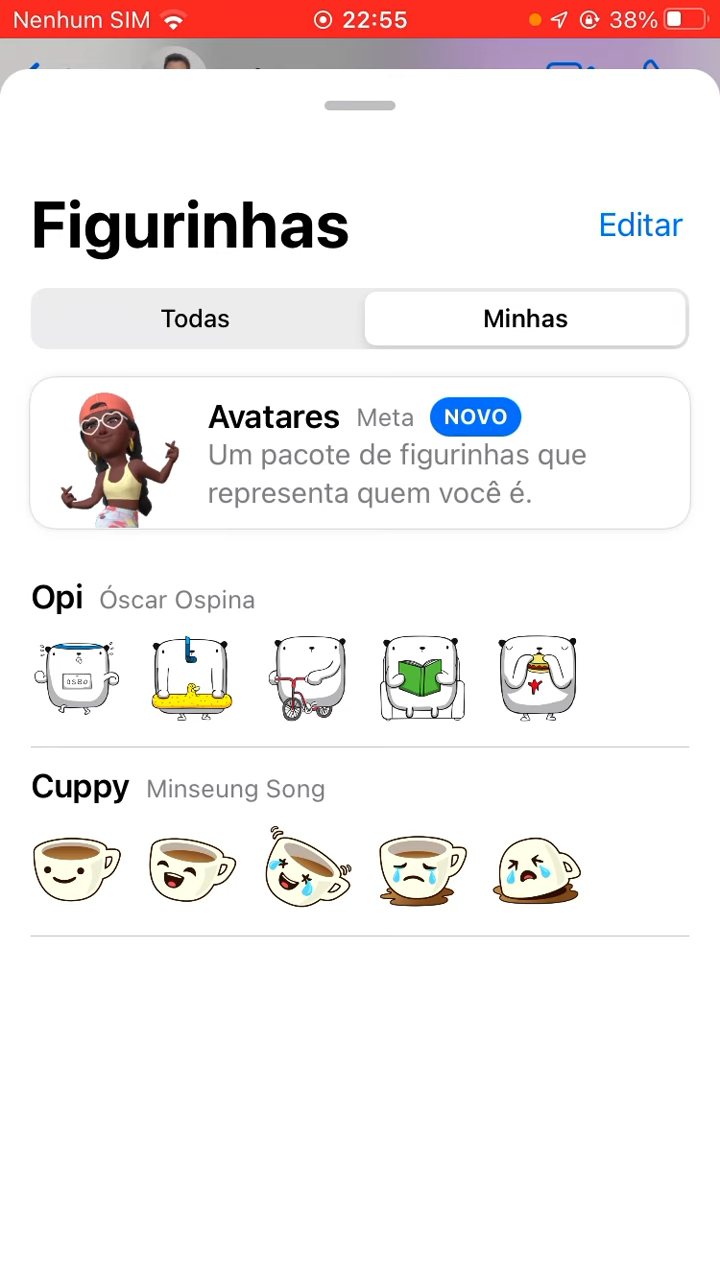 Nenhum SIM 22:55 38%
Figurinhas Editar
Todas Minhas
Avatares Meta NOVO
Um pacote de figurinhas que
representa quem você é.
Opi Óscar Ospina
Cuppy Minseung Song